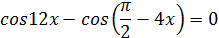 cos12x − cos(π/2 − 4x) = 0